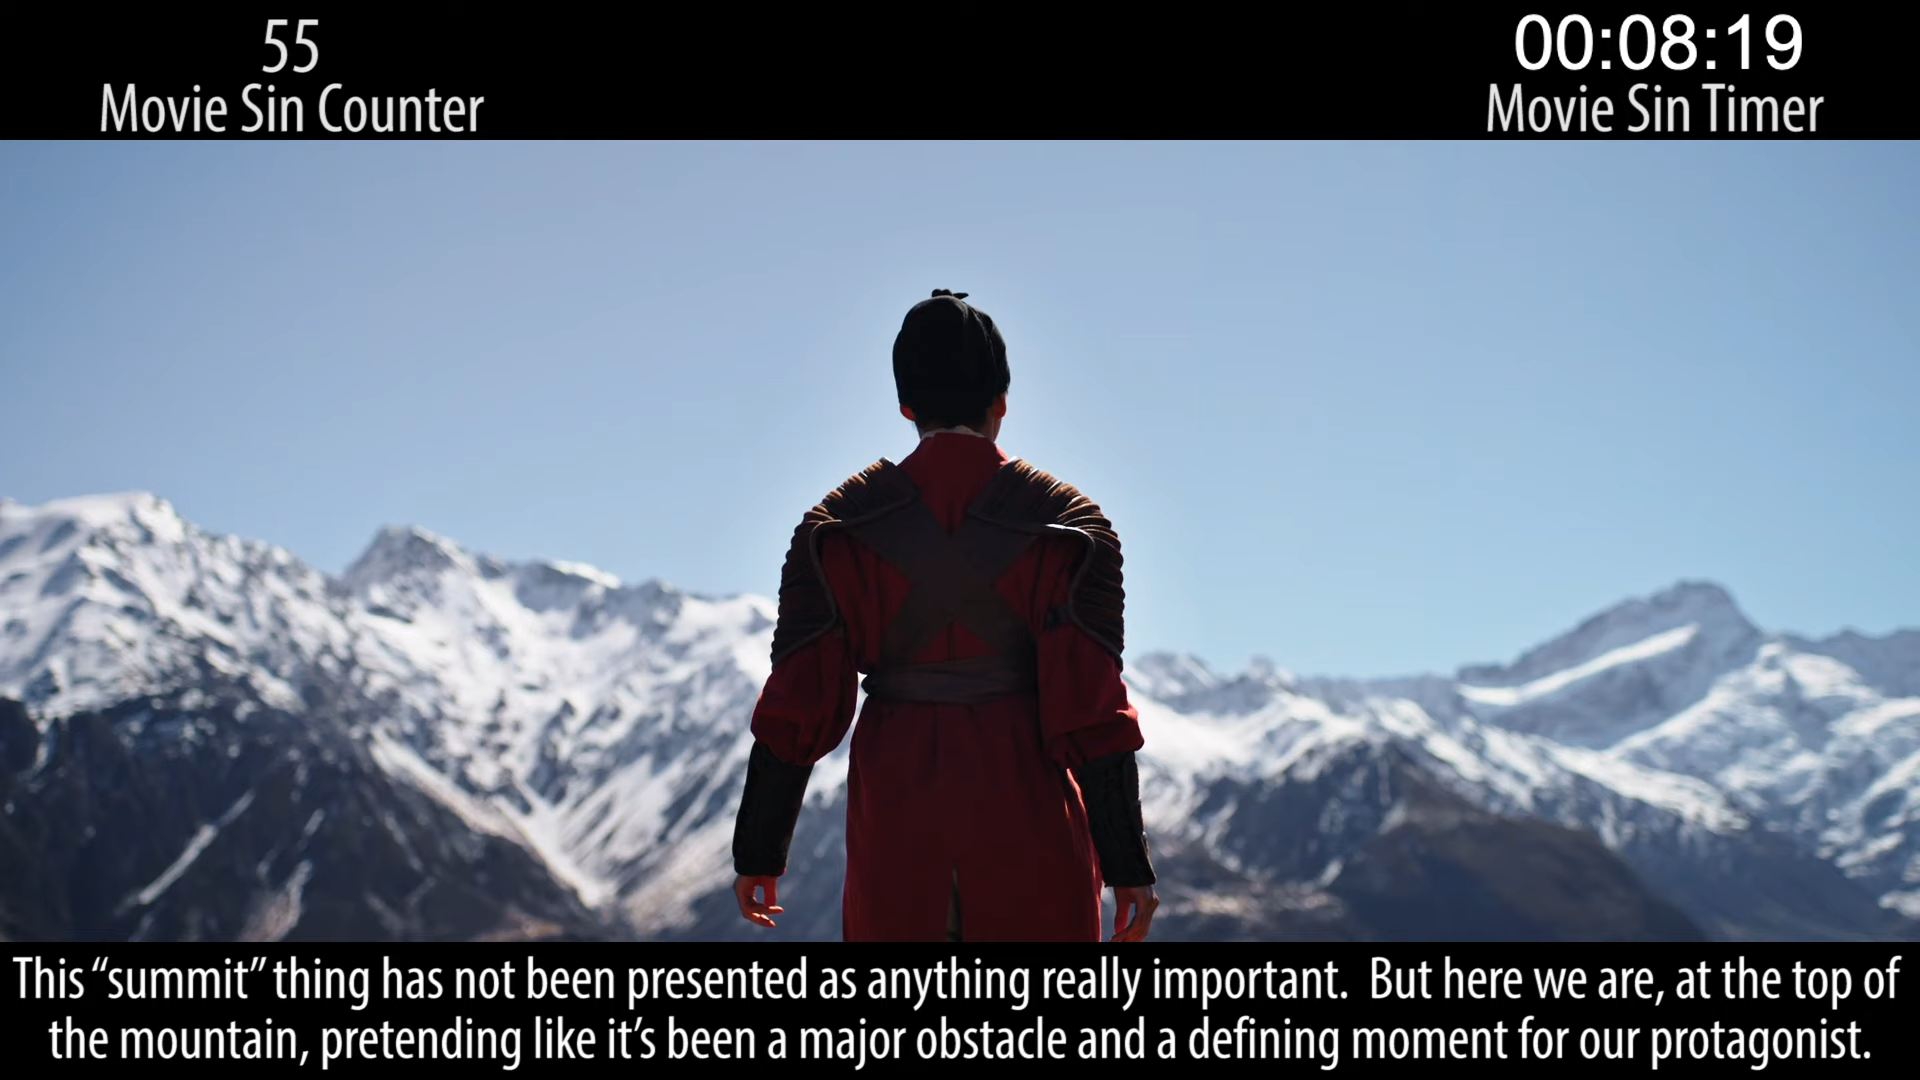 55
Movie Sin Counter
00:08:19
Movie Sin Timer
This “summit” thing has not been presented as anything really important.  But here we are, at the top of
the mountain, pretending like it’s been a major obstacle and a defining moment for our protagonist.